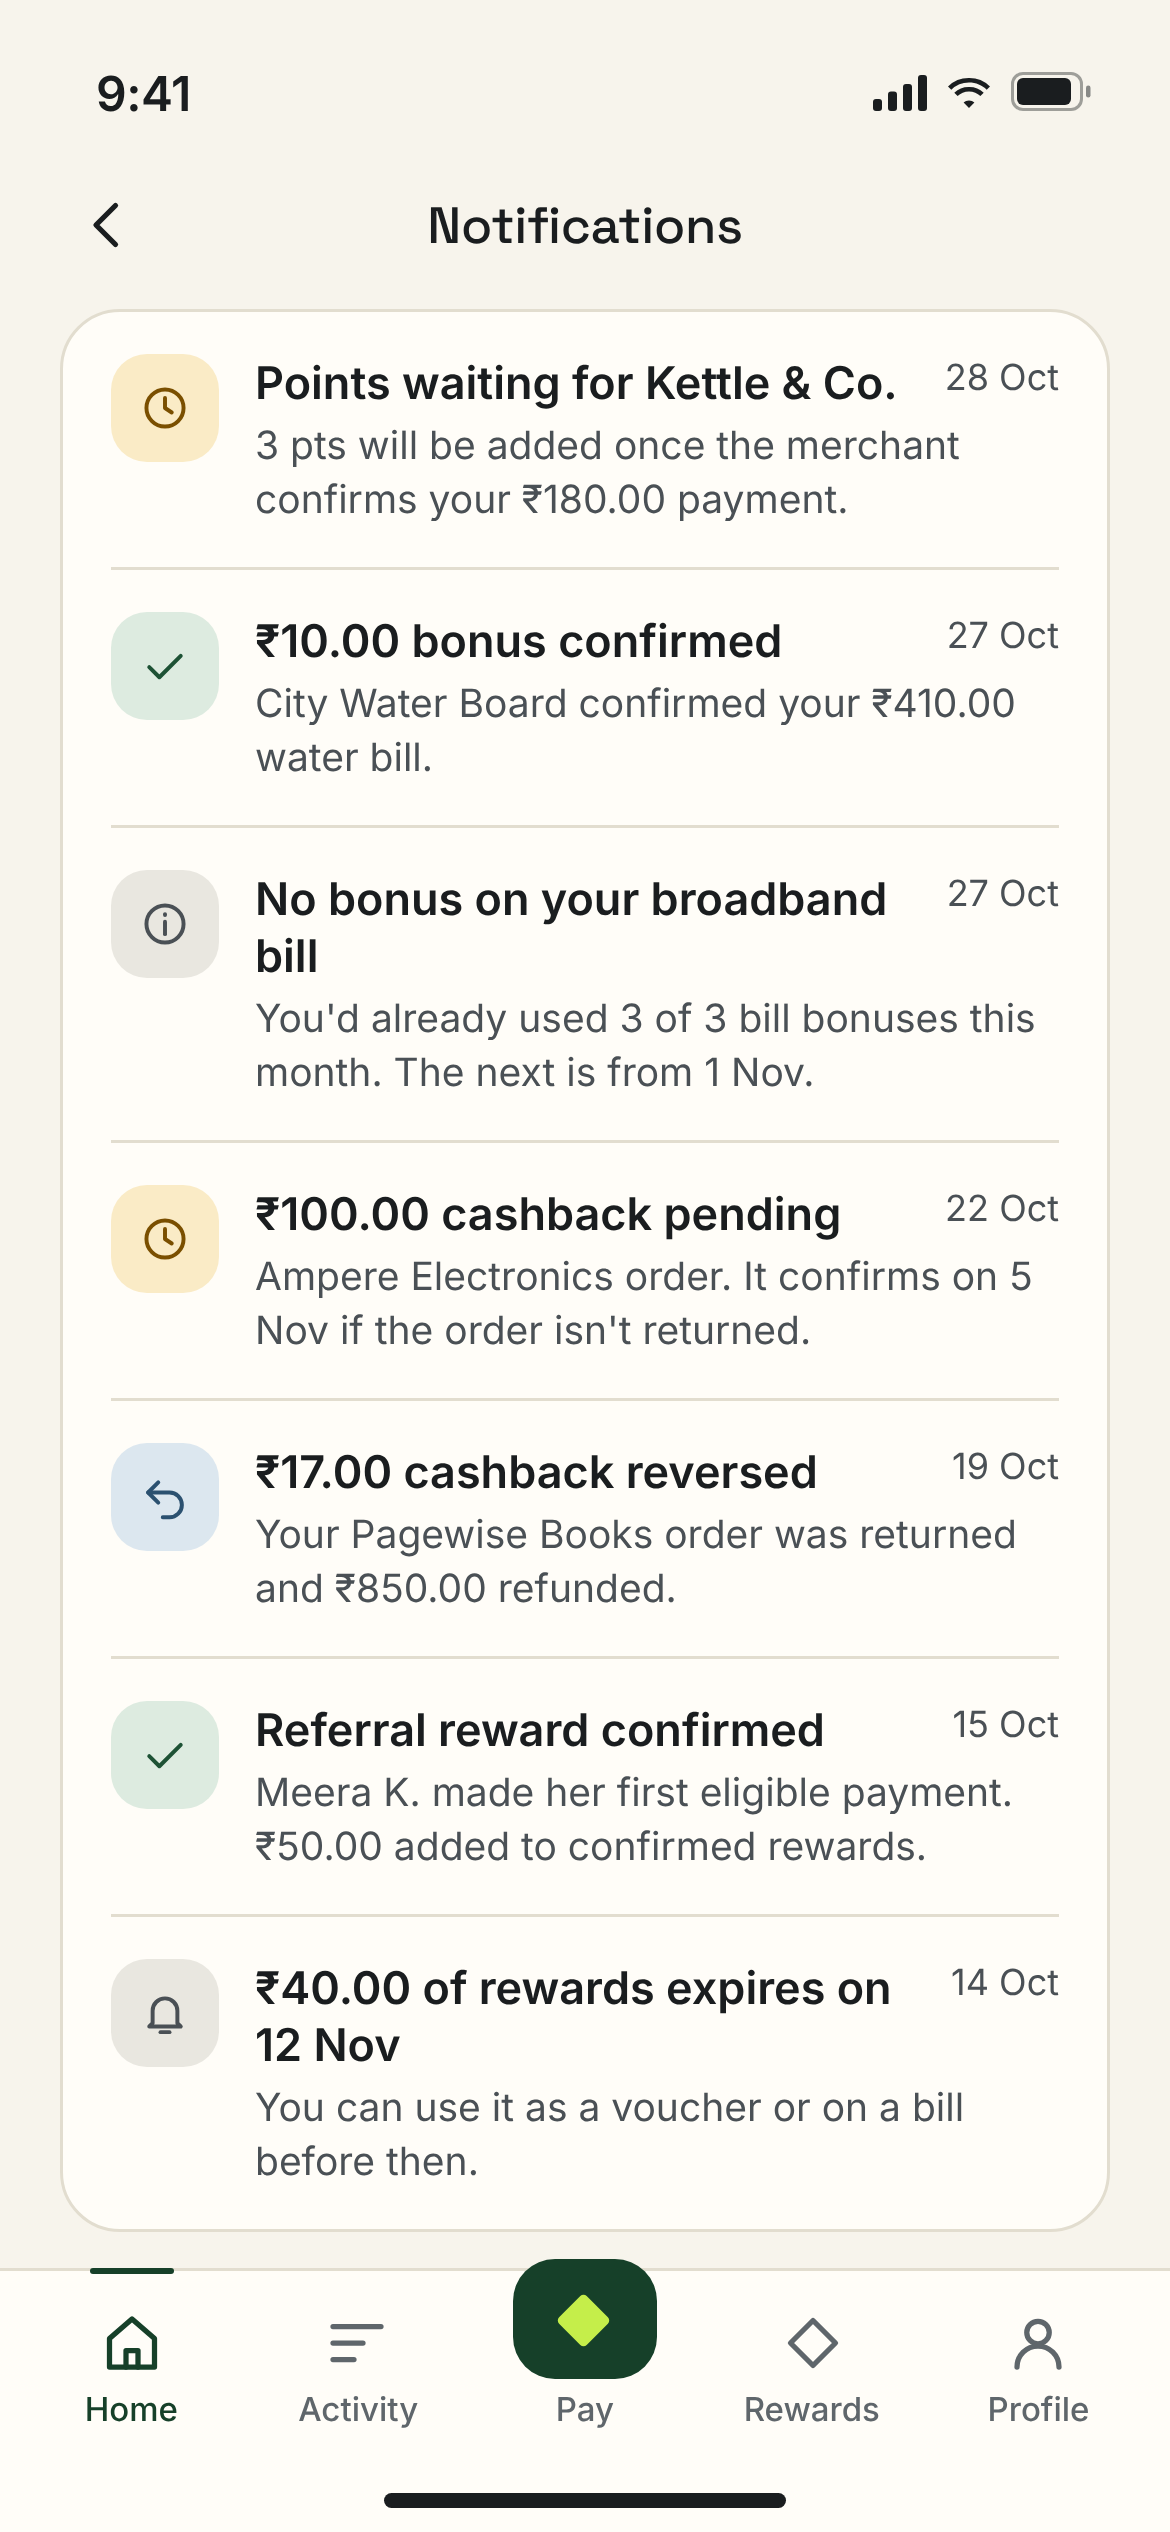 9:41
Notifications
Points waiting for Kettle & Co.
28 Oct
3 pts will be added once the merchant
confirms your ₹180.00 payment.
₹10.00 bonus confirmed
27 Oct
City Water Board confirmed your ₹410.00
water bill.
No bonus on your broadband
27 Oct
bill
You'd already used 3 of 3 bill bonuses this
month. The next is from 1 Nov.
₹100.00 cashback pending
22 Oct
Ampere Electronics order. It confirms on 5
Nov if the order isn't returned.
₹17.00 cashback reversed
19 Oct
Your Pagewise Books order was returned
and ₹850.00 refunded.
Referral reward confirmed
15 Oct
Meera K. made her first eligible payment.
₹50.00 added to confirmed rewards.
₹40.00 of rewards expires on
14 Oct
12 Nov
You can use it as a voucher or on a bill
before then.
Home
Activity
Pay
Rewards
Profile